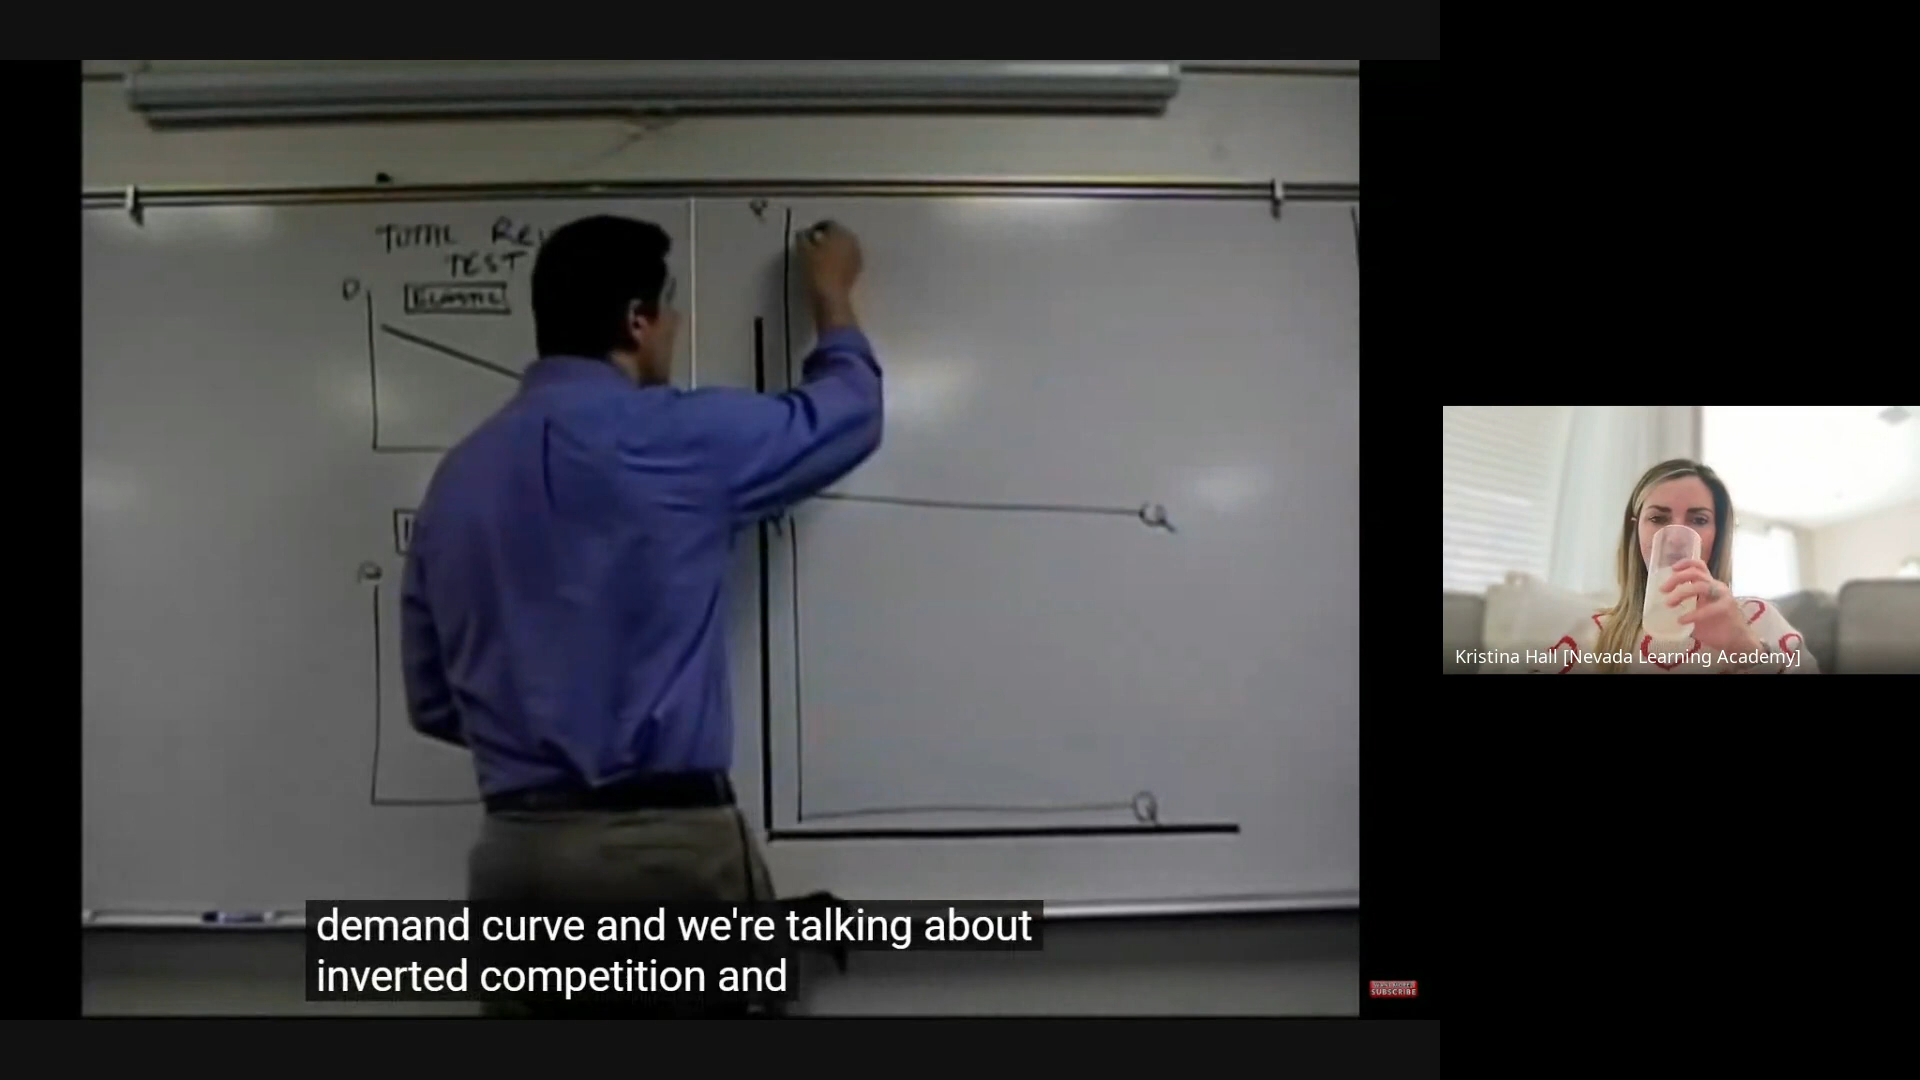 TOTAL REV
TEST
ELASTIC
P
P
P
Q
Q
demand curve and we're talking about
inverted competition and
SUBSCRIBE
Kristina Hall [Nevada Learning Academy]